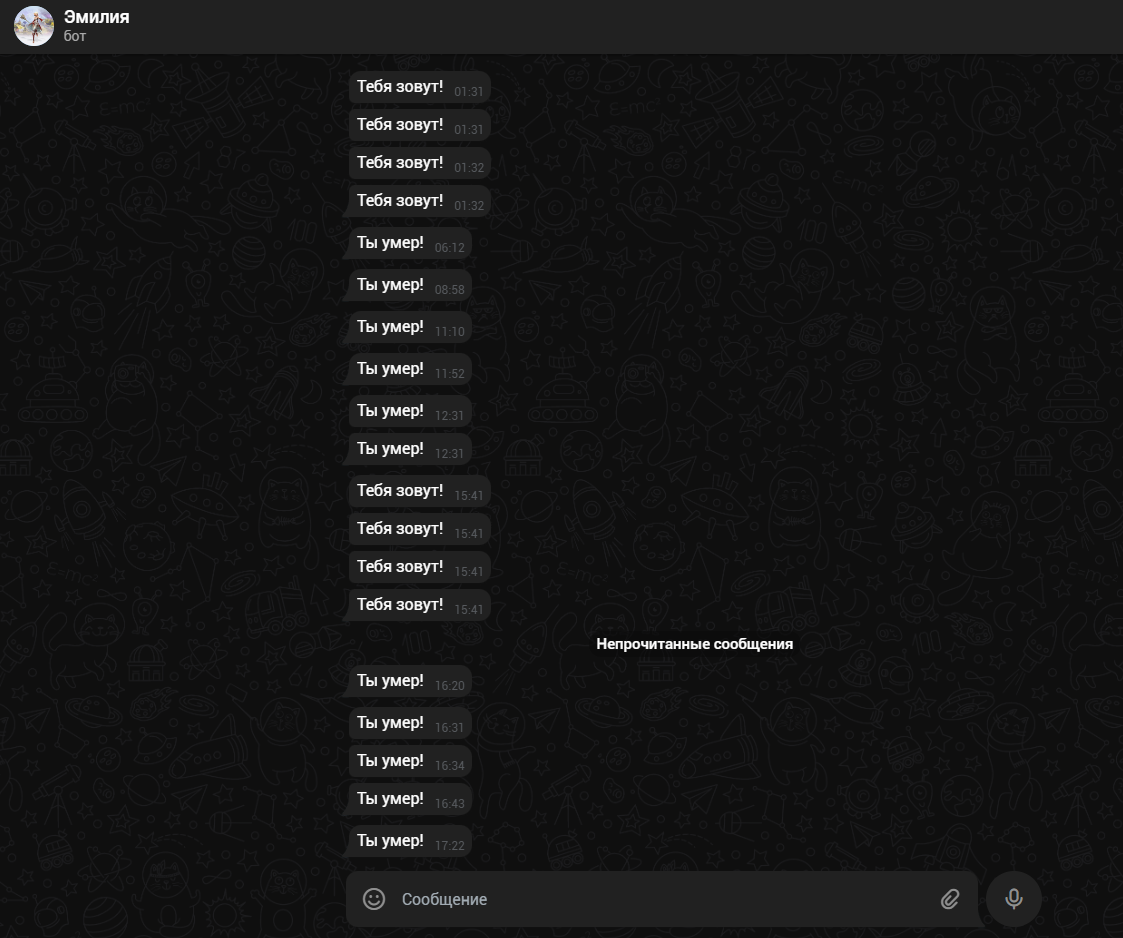 Эмилия
бот
Тебя зовут! 01:31
Тебя зовут! 01:31
Тебя зовут! 01:32
Тебя зовут! 01:32
Ты умер! 06:12
Ты умер! 08:58
Ты умер! 11:10
Ты умер! 11:52
Ты умер! 12:31
Ты умер! 12:31
Тебя зовут! 15:41
Тебя зовут! 15:41
Тебя зовут! 15:41
Тебя зовут! 15:41
Непрочитанные сообщения
Ты умер! 16:20
Ты умер! 16:31
Ты умер! 16:34
Ты умер! 16:43
Ты умер! 17:22
Сообщение